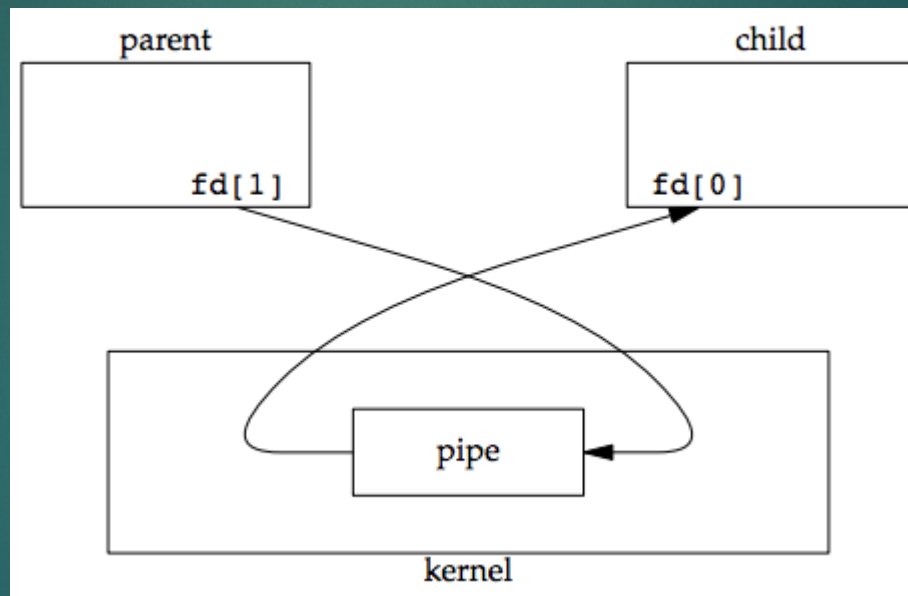 parent
child
fd[1]
fd[0]
pipe
kernel